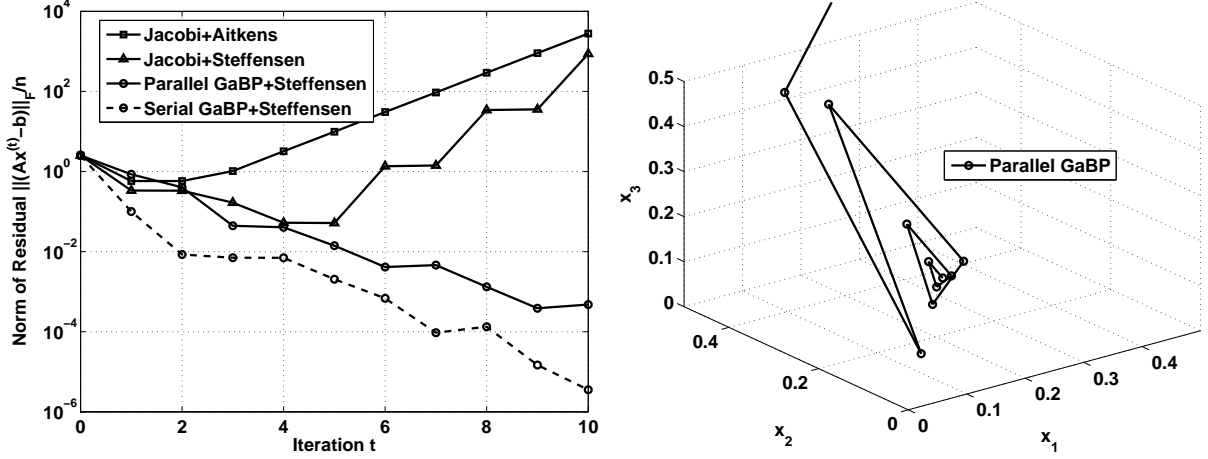 10^4
10^2
10^0
10^-2
10^-4
10^-6
Norm of Residual ||(Ax^(t)-b)||_F/n
Jacobi+Aitkens
Jacobi+Steffensen
Parallel GaBP+Steffensen
Serial GaBP+Steffensen
0 2 4 6 8 10
Iteration t
0.5
0.4
0.3
0.2
0.1
0
x_3
Parallel GaBP
0.4
0.2
0
x_2
0 0.1 0.2 0.3 0.4
x_1